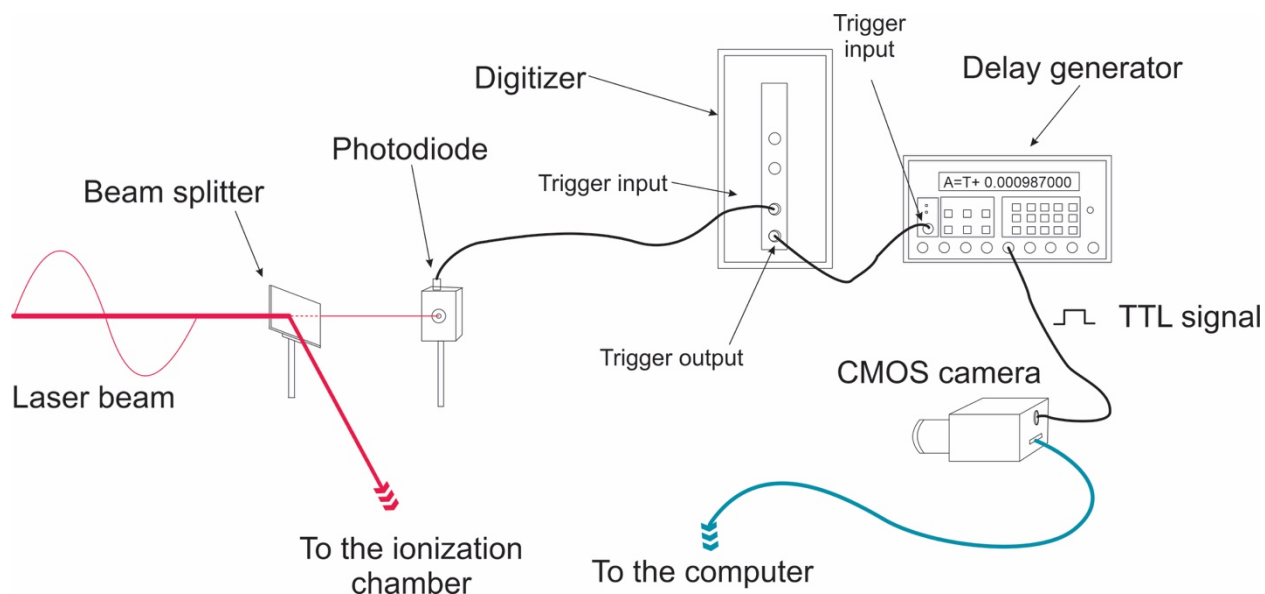 Trigger
input
Digitizer
Delay generator
Photodiode
Beam splitter
Trigger input
A=T+ 0.000987000
TTL signal
Trigger output
CMOS camera
Laser beam
To the ionization
chamber
To the computer